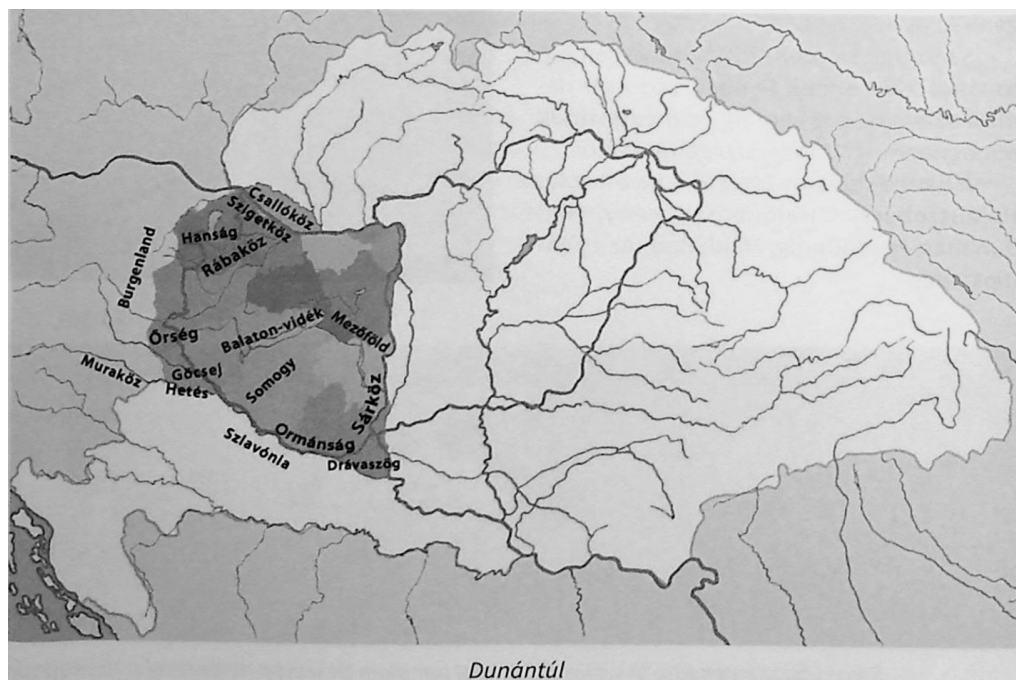 Csallóköz
Szigetköz
Hanság
Rábaköz
Burgenland
Őrség
Balaton-vidék
Mezőföld
Muraköz
Göcsej
Hetés
Somogy
Sárköz
Ormánság
Szlavónia
Drávaszög
Dunántúl